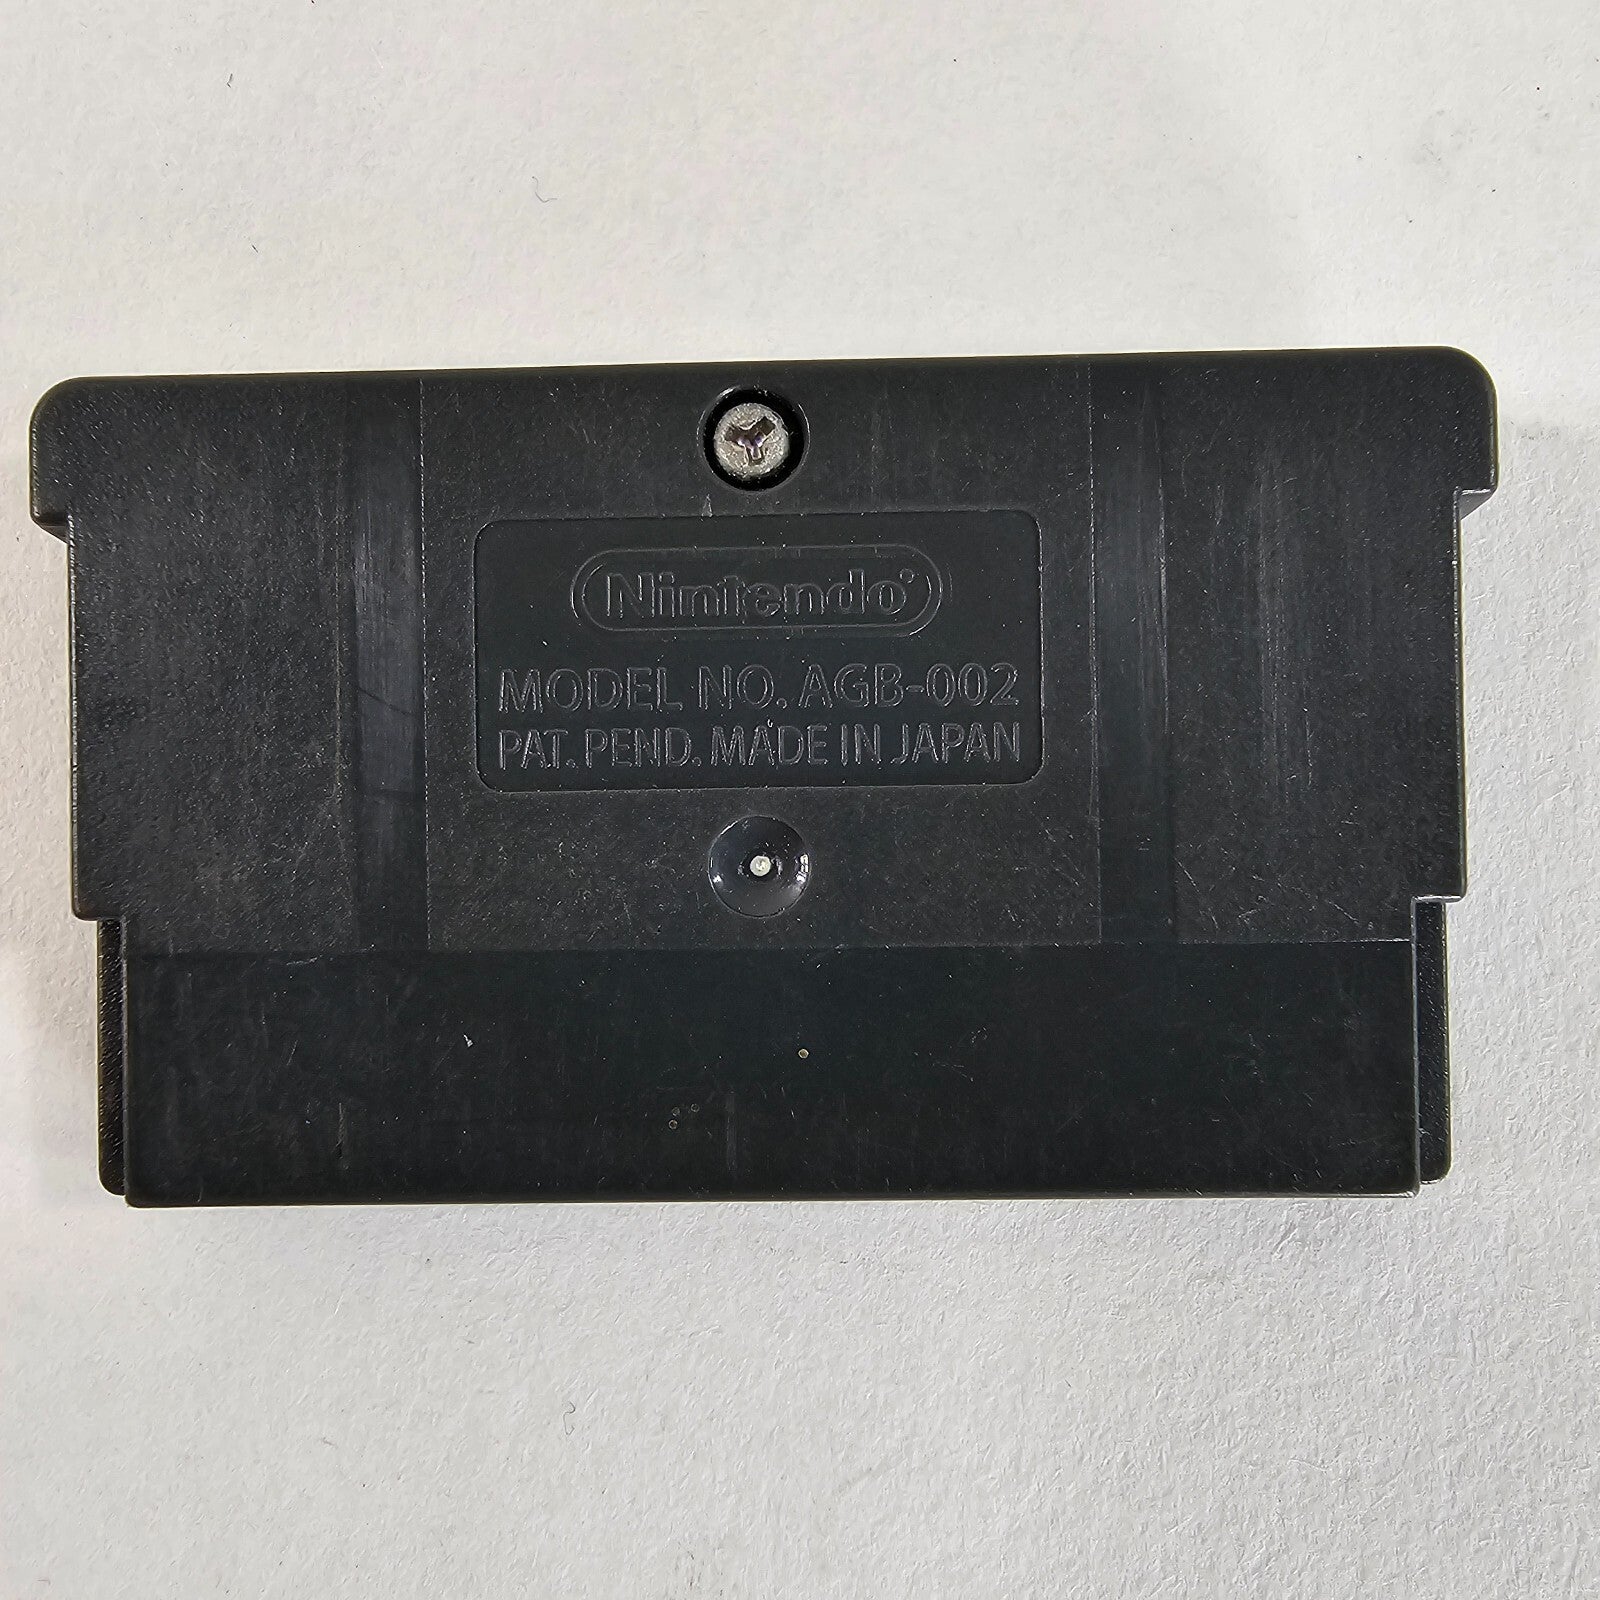 Nintendo®
MODEL NO. AGB-002
PAT. PEND. MADE IN JAPAN